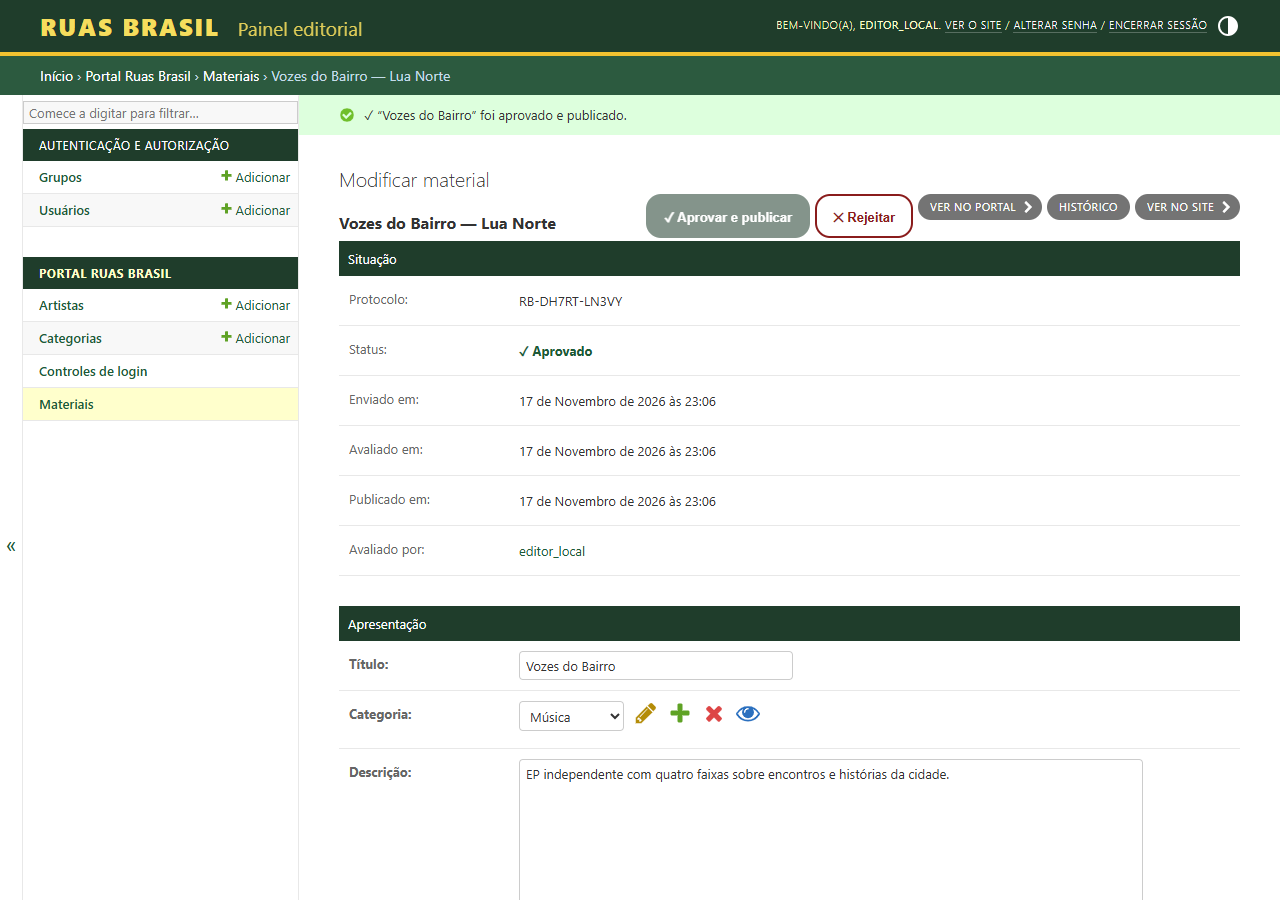 RUAS BRASIL Painel editorial
BEM-VINDO(A), EDITOR_LOCAL. VER O SITE / ALTERAR SENHA / ENCERRAR SESSÃO
Início › Portal Ruas Brasil › Materiais › Vozes do Bairro — Lua Norte
Comece a digitar para filtrar...
✓ “Vozes do Bairro” foi aprovado e publicado.
AUTENTICAÇÃO E AUTORIZAÇÃO
Grupos Adicionar
Usuários Adicionar
PORTAL RUAS BRASIL
Artistas Adicionar
Categorias Adicionar
Controles de login
Materiais
«
Modificar material
Vozes do Bairro — Lua Norte
✓ Aprovar e publicar
✕ Rejeitar
VER NO PORTAL
HISTÓRICO
VER NO SITE
Situação
Protocolo: RB-DH7RT-LN3VY
Status: ✓ Aprovado
Enviado em: 17 de Novembro de 2026 às 23:06
Avaliado em: 17 de Novembro de 2026 às 23:06
Publicado em: 17 de Novembro de 2026 às 23:06
Avaliado por: editor_local
Apresentação
Título: Vozes do Bairro
Categoria: Música
Descrição: EP independente com quatro faixas sobre encontros e histórias da cidade.